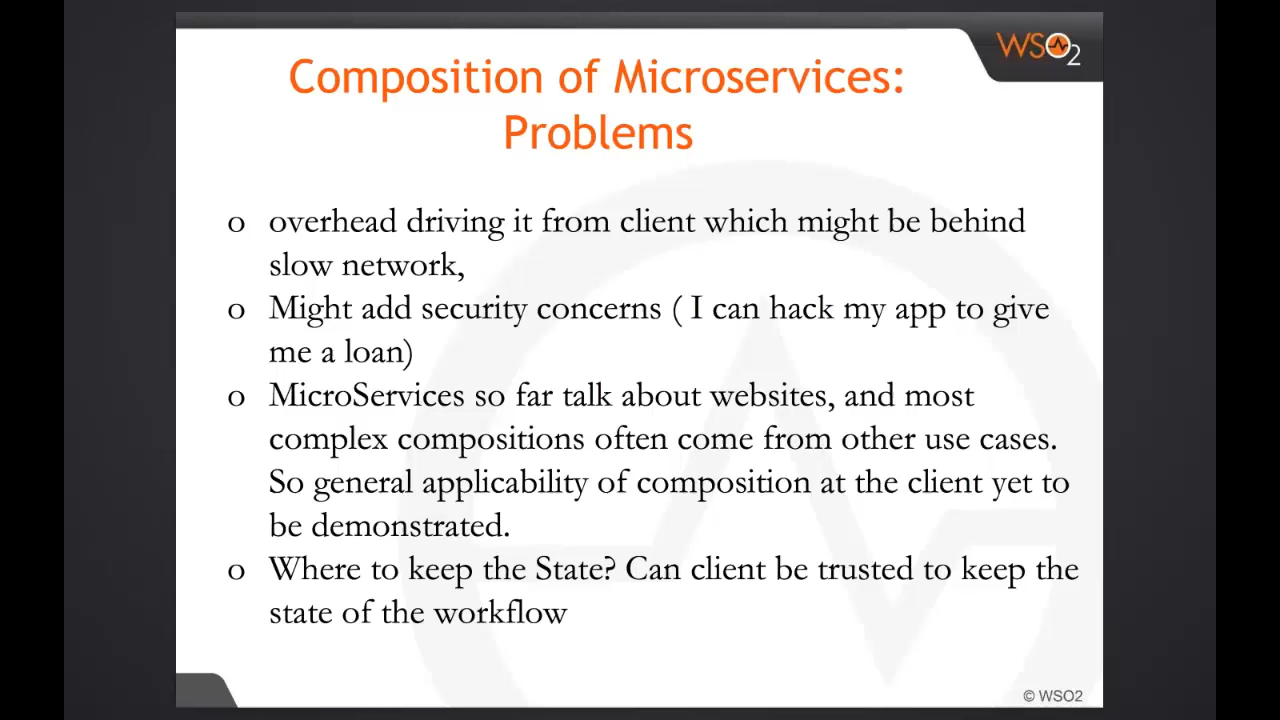 WSO2
Composition of Microservices:
Problems
o overhead driving it from client which might be behind
slow network,
o Might add security concerns ( I can hack my app to give
me a loan)
o MicroServices so far talk about websites, and most
complex compositions often come from other use cases.
So general applicability of composition at the client yet to
be demonstrated.
o Where to keep the State? Can client be trusted to keep the
state of the workflow
© WSO2